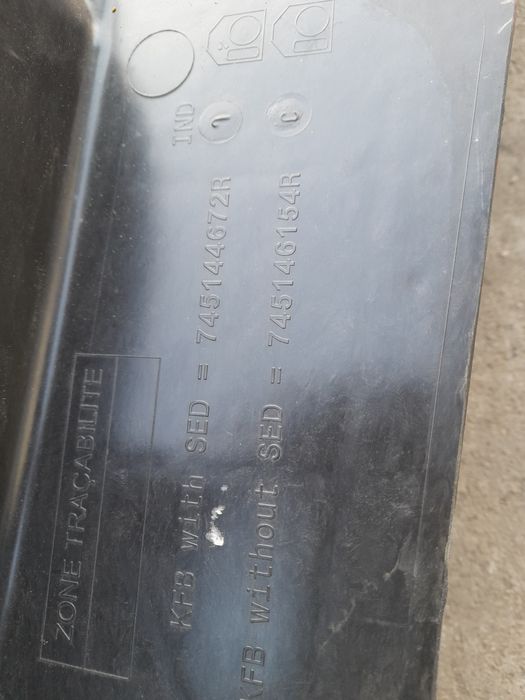 ZONE TRAÇABILITE
IND
KFB with SED = 745144672R
KFB without SED = 745146154R C